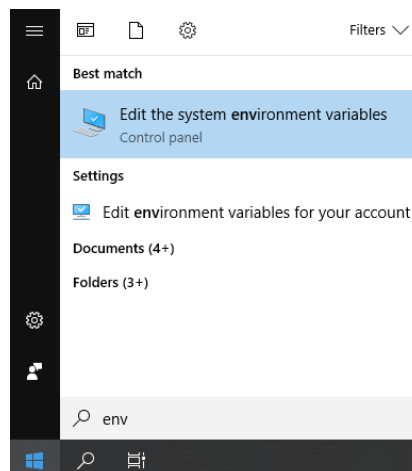 Filters
Best match
Edit the system environment variables
Control panel
Settings
Edit environment variables for your account
Documents (4+)
Folders (3+)
env